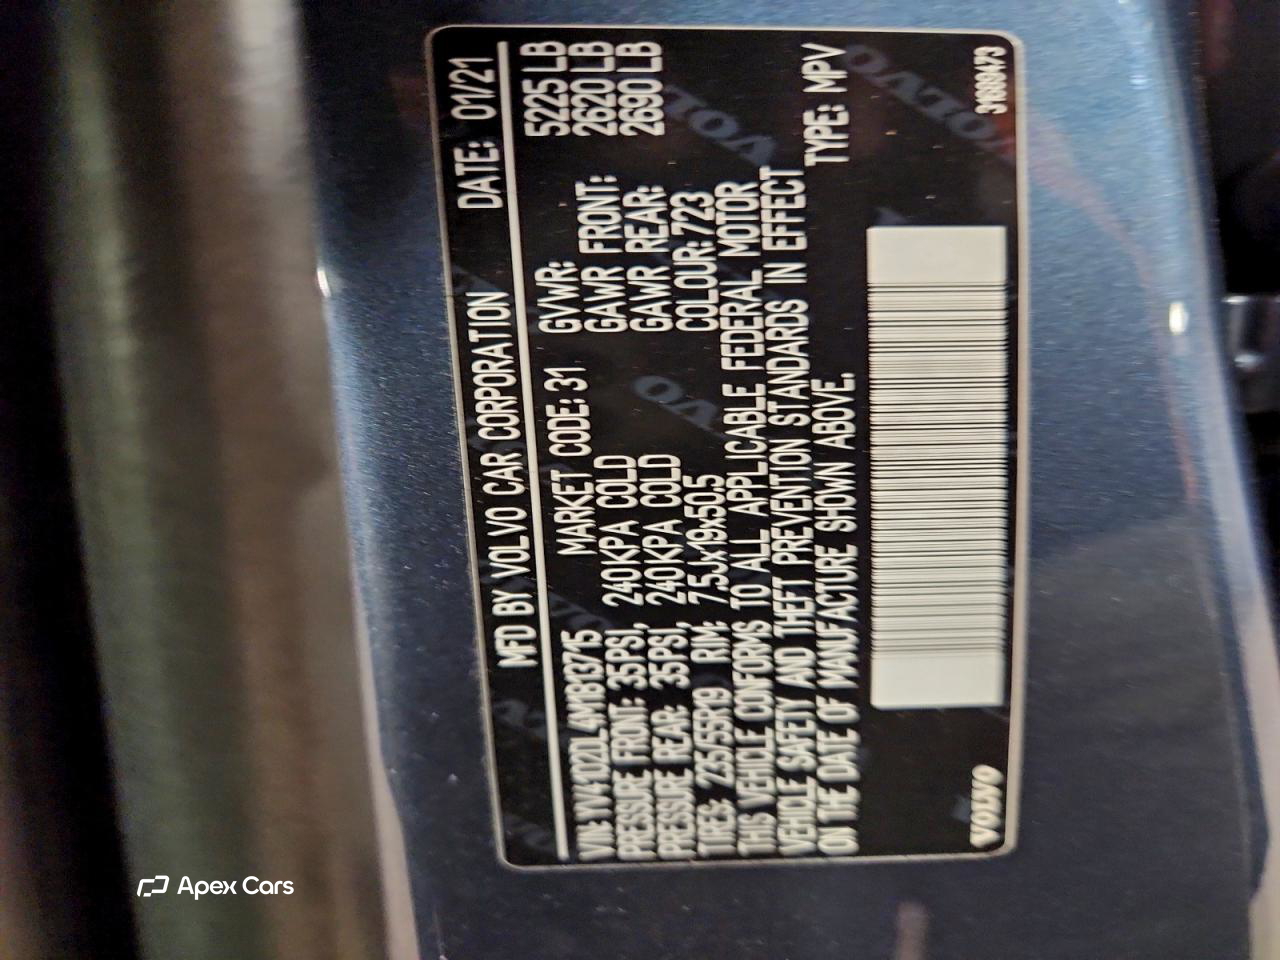 MFD BY VOLVO CAR CORPORATION DATE: 01/21
VIN: YV4102DL4M1813715 MARKET CODE: 31 GVWR: 5225 LB
PRESSURE FRONT: 35PSI, 240KPA COLD GAWR FRONT: 2620 LB
PRESSURE REAR: 35PSI, 240KPA COLD GAWR REAR: 2690 LB
TIRES: 235/55R19 RIM: 7.5Jx19x50.5 COLOUR: 723
THIS VEHICLE CONFORMS TO ALL APPLICABLE FEDERAL MOTOR
VEHICLE SAFETY AND THEFT PREVENTION STANDARDS IN EFFECT
ON THE DATE OF MANUFACTURE SHOWN ABOVE. TYPE: MPV
VOLVO
Apex Cars